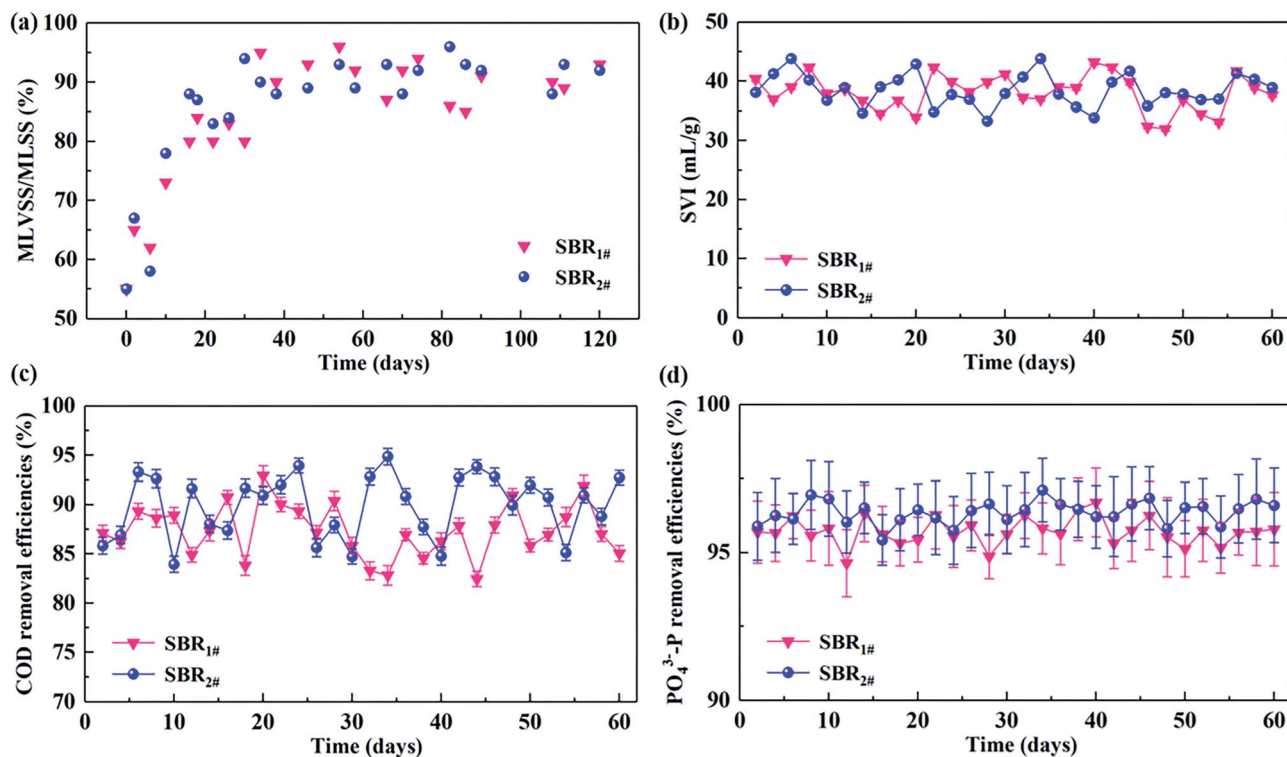 (a)
100
90
80
70
60
50
MLVSS/MLSS (%)
SBR1#
SBR2#
0 20 40 60 80 100 120
Time (days)
(b)
50
40
30
20
10
0
SVI (mL/g)
SBR1#
SBR2#
0 10 20 30 40 50 60
Time (days)
(c)
100
95
90
85
80
75
70
COD removal efficiencies (%)
SBR1#
SBR2#
0 10 20 30 40 50 60
Time (days)
(d)
100
95
90
PO4³⁻-P removal efficiencies (%)
SBR1#
SBR2#
0 10 20 30 40 50 60
Time (days)